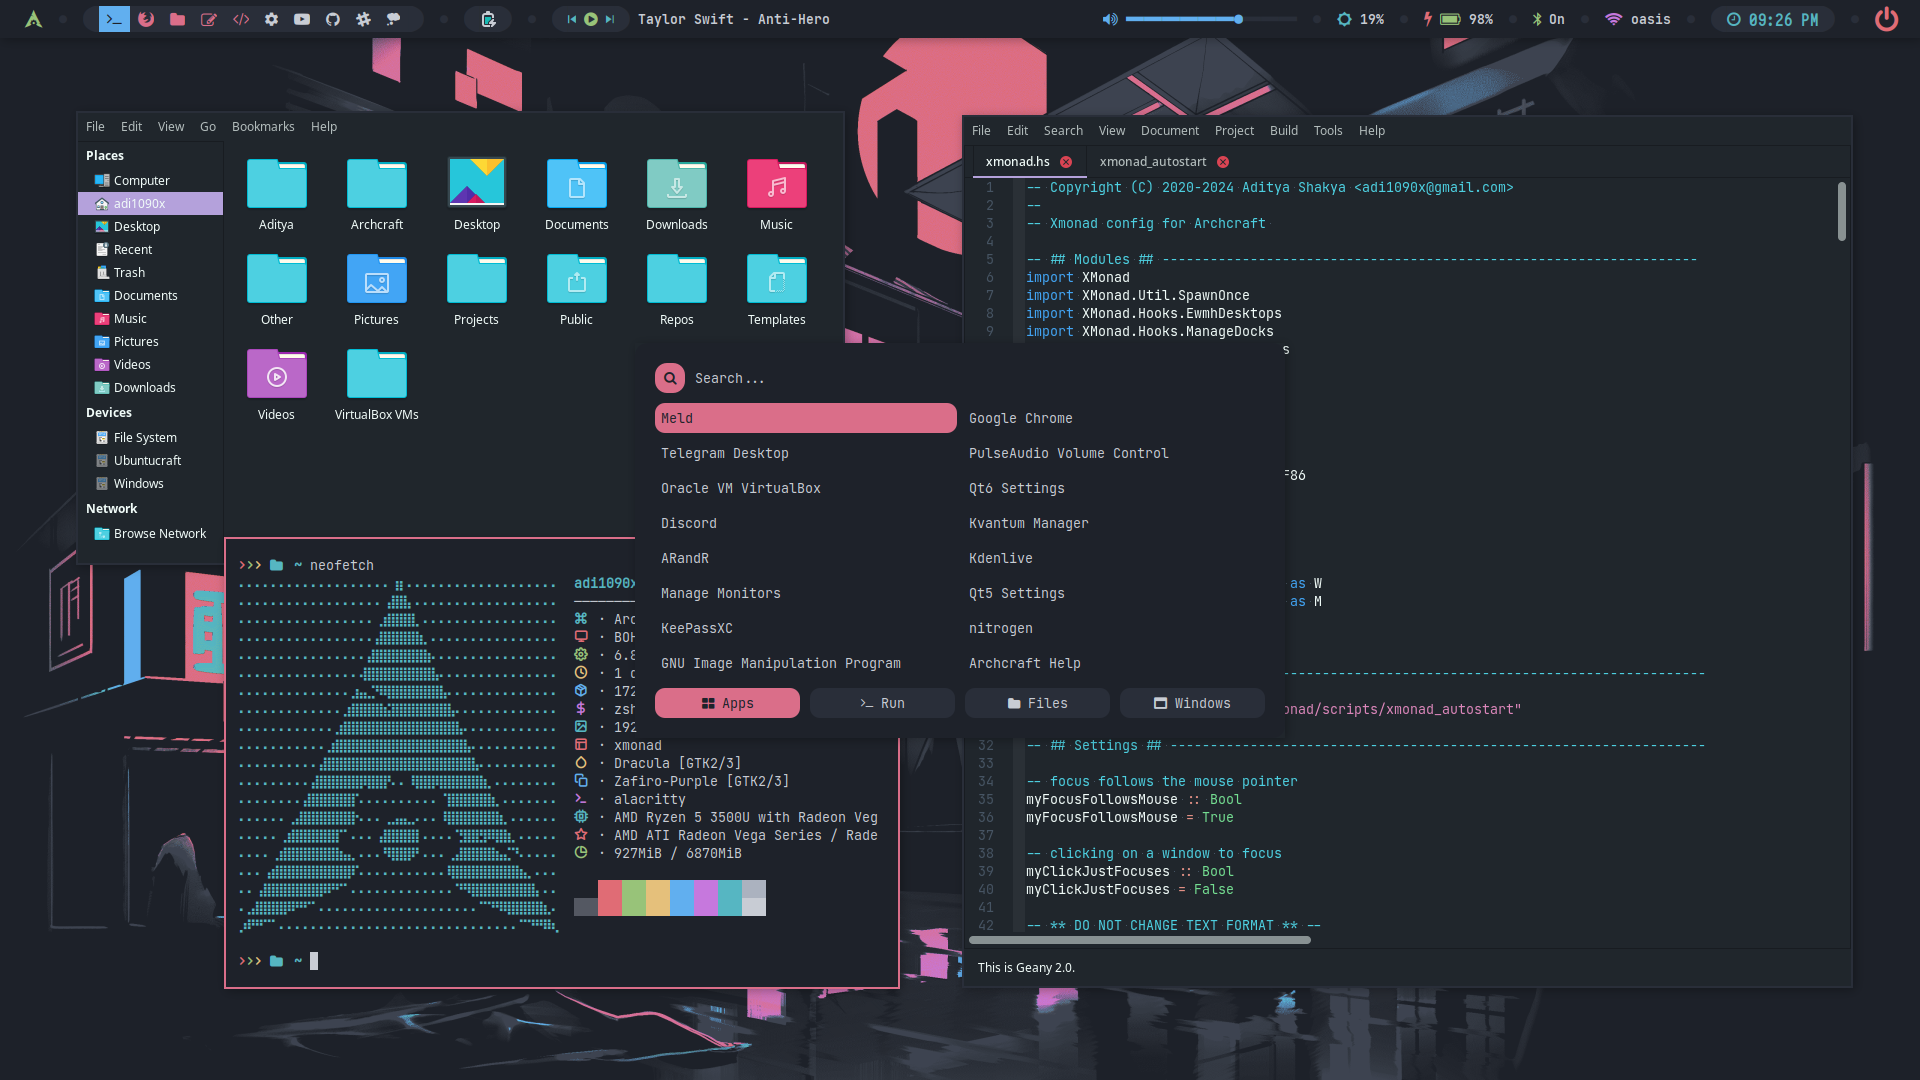 Taylor Swift - Anti-Hero
19%
98%
On
oasis
09:26 PM
File Edit View Go Bookmarks Help
Places
Computer
adi1090x
Desktop
Recent
Trash
Documents
Music
Pictures
Videos
Downloads
Devices
File System
Ubuntucraft
Windows
Network
Browse Network
Aditya Archcraft Desktop Documents Downloads Music
Other Pictures Projects Public Repos Templates
Videos VirtualBox VMs
>>> ~ neofetch
adi1090x
· Arc
· BOH
· 6.8
· 1 d
· 172
· zsh
· 192
· xmonad
· Dracula [GTK2/3]
· Zafiro-Purple [GTK2/3]
· alacritty
· AMD Ryzen 5 3500U with Radeon Veg
· AMD ATI Radeon Vega Series / Rade
· 927MiB / 6870MiB
>>> ~
Search...
Meld Google Chrome
Telegram Desktop PulseAudio Volume Control
Oracle VM VirtualBox Qt6 Settings
Discord Kvantum Manager
ARandR Kdenlive
Manage Monitors Qt5 Settings
KeePassXC nitrogen
GNU Image Manipulation Program Archcraft Help
Apps >_ Run Files Windows
File Edit Search View Document Project Build Tools Help
xmonad.hs xmonad_autostart
1 -- Copyright (C) 2020-2024 Aditya Shakya <adi1090x@gmail.com>
2 --
3 -- Xmonad config for Archcraft
4
5 -- ## Modules ## -------------------------------------------------------------------
6 import XMonad
7 import XMonad.Util.SpawnOnce
8 import XMonad.Hooks.EwmhDesktops
9 import XMonad.Hooks.ManageDocks
s
F86
as W
as M
-----------------------------------------------------
onad/scripts/xmonad_autostart"
32 -- ## Settings ## -------------------------------------------------------------------
33
34 -- focus follows the mouse pointer
35 myFocusFollowsMouse :: Bool
36 myFocusFollowsMouse = True
37
38 -- clicking on a window to focus
39 myClickJustFocuses :: Bool
40 myClickJustFocuses = False
41
42 -- ** DO NOT CHANGE TEXT FORMAT ** --
This is Geany 2.0.